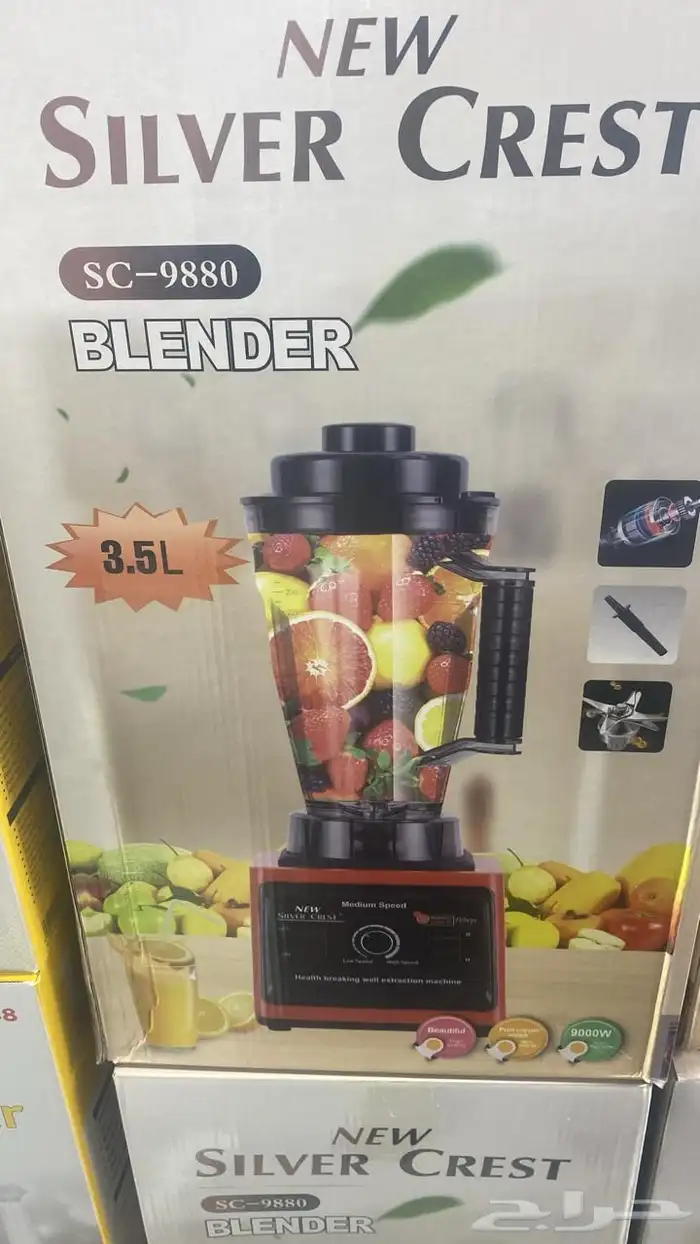 NEW
SILVER CREST
SC-9880
BLENDER
3.5L
NEW
SILVER CREST
Medium Speed
Low Speed
High Speed
Health breaking wall extraction machine
Beautiful
9000W
NEW
SILVER CREST
SC-9880
BLENDER
حراج